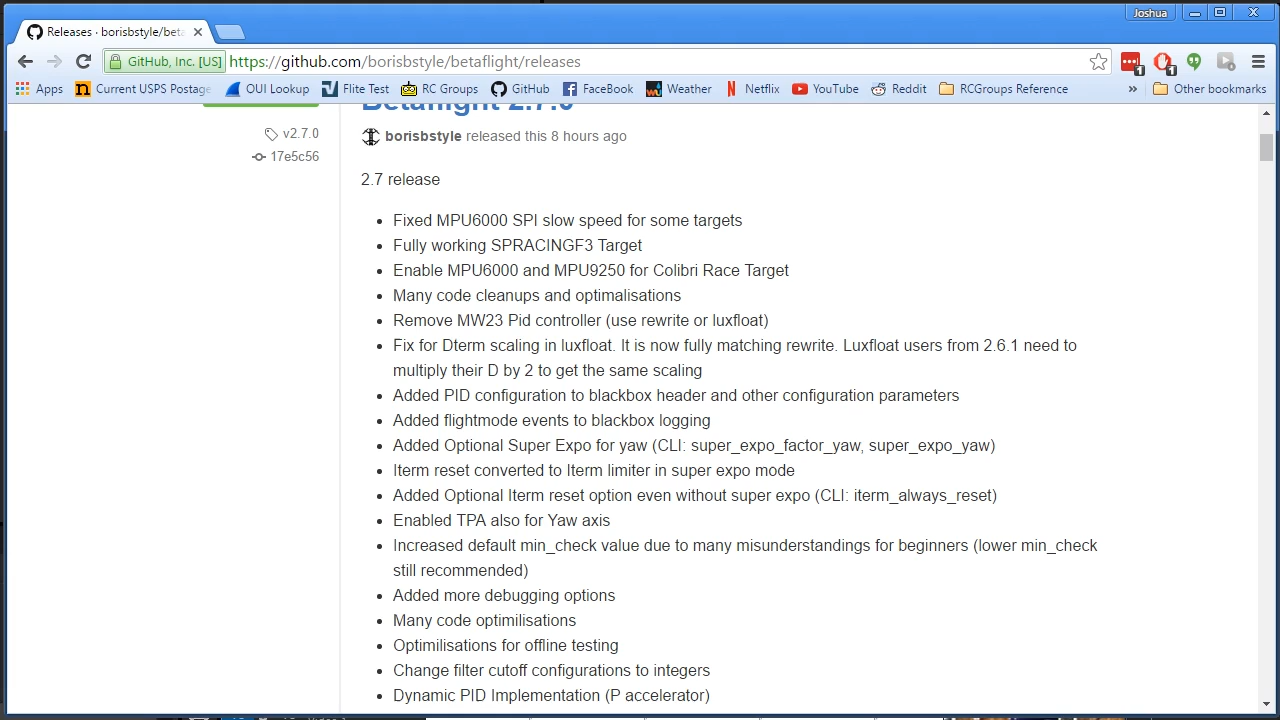 Joshua
Releases · borisbstyle/beta
GitHub, Inc. [US] https://github.com/borisbstyle/betaflight/releases
1 1
Apps Current USPS Postage OUI Lookup Flite Test RC Groups GitHub FaceBook Weather Netflix YouTube Reddit RCGroups Reference » Other bookmarks
Betaflight 2.7.0
v2.7.0
borisbstyle released this 8 hours ago
17e5c56
2.7 release
• Fixed MPU6000 SPI slow speed for some targets
• Fully working SPRACINGF3 Target
• Enable MPU6000 and MPU9250 for Colibri Race Target
• Many code cleanups and optimalisations
• Remove MW23 Pid controller (use rewrite or luxfloat)
• Fix for Dterm scaling in luxfloat. It is now fully matching rewrite. Luxfloat users from 2.6.1 need to
multiply their D by 2 to get the same scaling
• Added PID configuration to blackbox header and other configuration parameters
• Added flightmode events to blackbox logging
• Added Optional Super Expo for yaw (CLI: super_expo_factor_yaw, super_expo_yaw)
• Iterm reset converted to Iterm limiter in super expo mode
• Added Optional Iterm reset option even without super expo (CLI: iterm_always_reset)
• Enabled TPA also for Yaw axis
• Increased default min_check value due to many misunderstandings for beginners (lower min_check
still recommended)
• Added more debugging options
• Many code optimilisations
• Optimilisations for offline testing
• Change filter cutoff configurations to integers
• Dynamic PID Implementation (P accelerator)